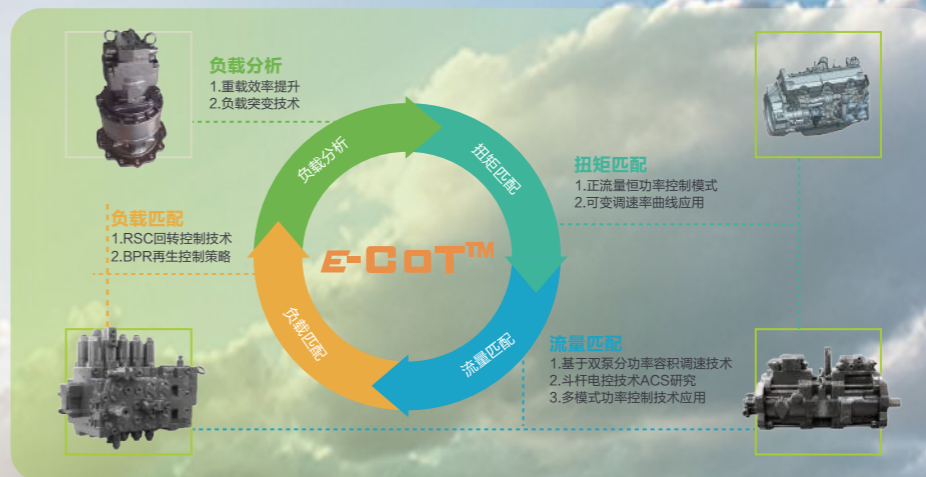 负载分析
1.重载效率提升
2.负载突变技术
负载分析
扭矩匹配
扭矩匹配
1.正流量恒功率控制模式
2.可变调速率曲线应用
负载匹配
1.RSC回转控制技术
2.BPR再生控制策略
e-CoT™
负载匹配
流量匹配
流量匹配
1.基于双泵分功率容积调速技术
2.斗杆电控技术ACS研究
3.多模式功率控制技术应用